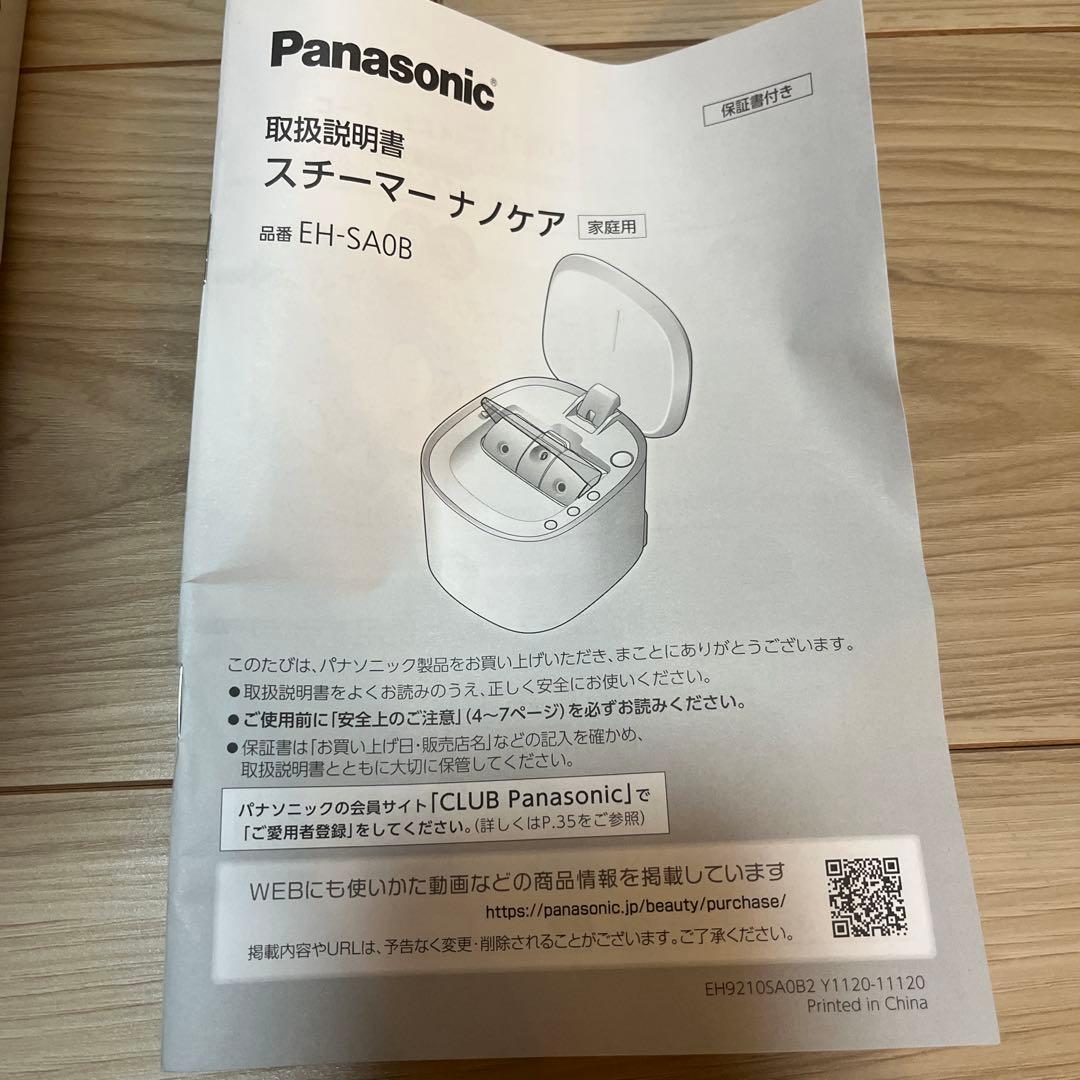 Panasonic®
保証書付き
取扱説明書
スチーマー ナノケア 家庭用
品番 EH-SA0B
このたびは、パナソニック製品をお買い上げいただき、まことにありがとうございます。
●取扱説明書をよくお読みのうえ、正しく安全にお使いください。
●ご使用前に「安全上のご注意」(4〜7ページ)を必ずお読みください。
●保証書は「お買い上げ日・販売店名」などの記入を確かめ、
取扱説明書とともに大切に保管してください。
パナソニックの会員サイト「CLUB Panasonic」で
「ご愛用者登録」をしてください。(詳しくはP.35をご参照)
WEBにも使いかた動画などの商品情報を掲載しています
https://panasonic.jp/beauty/purchase/
掲載内容やURLは、予告なく変更・削除されることがございます。ご了承ください。
EH9210SA0B2 Y1120-11120
Printed in China